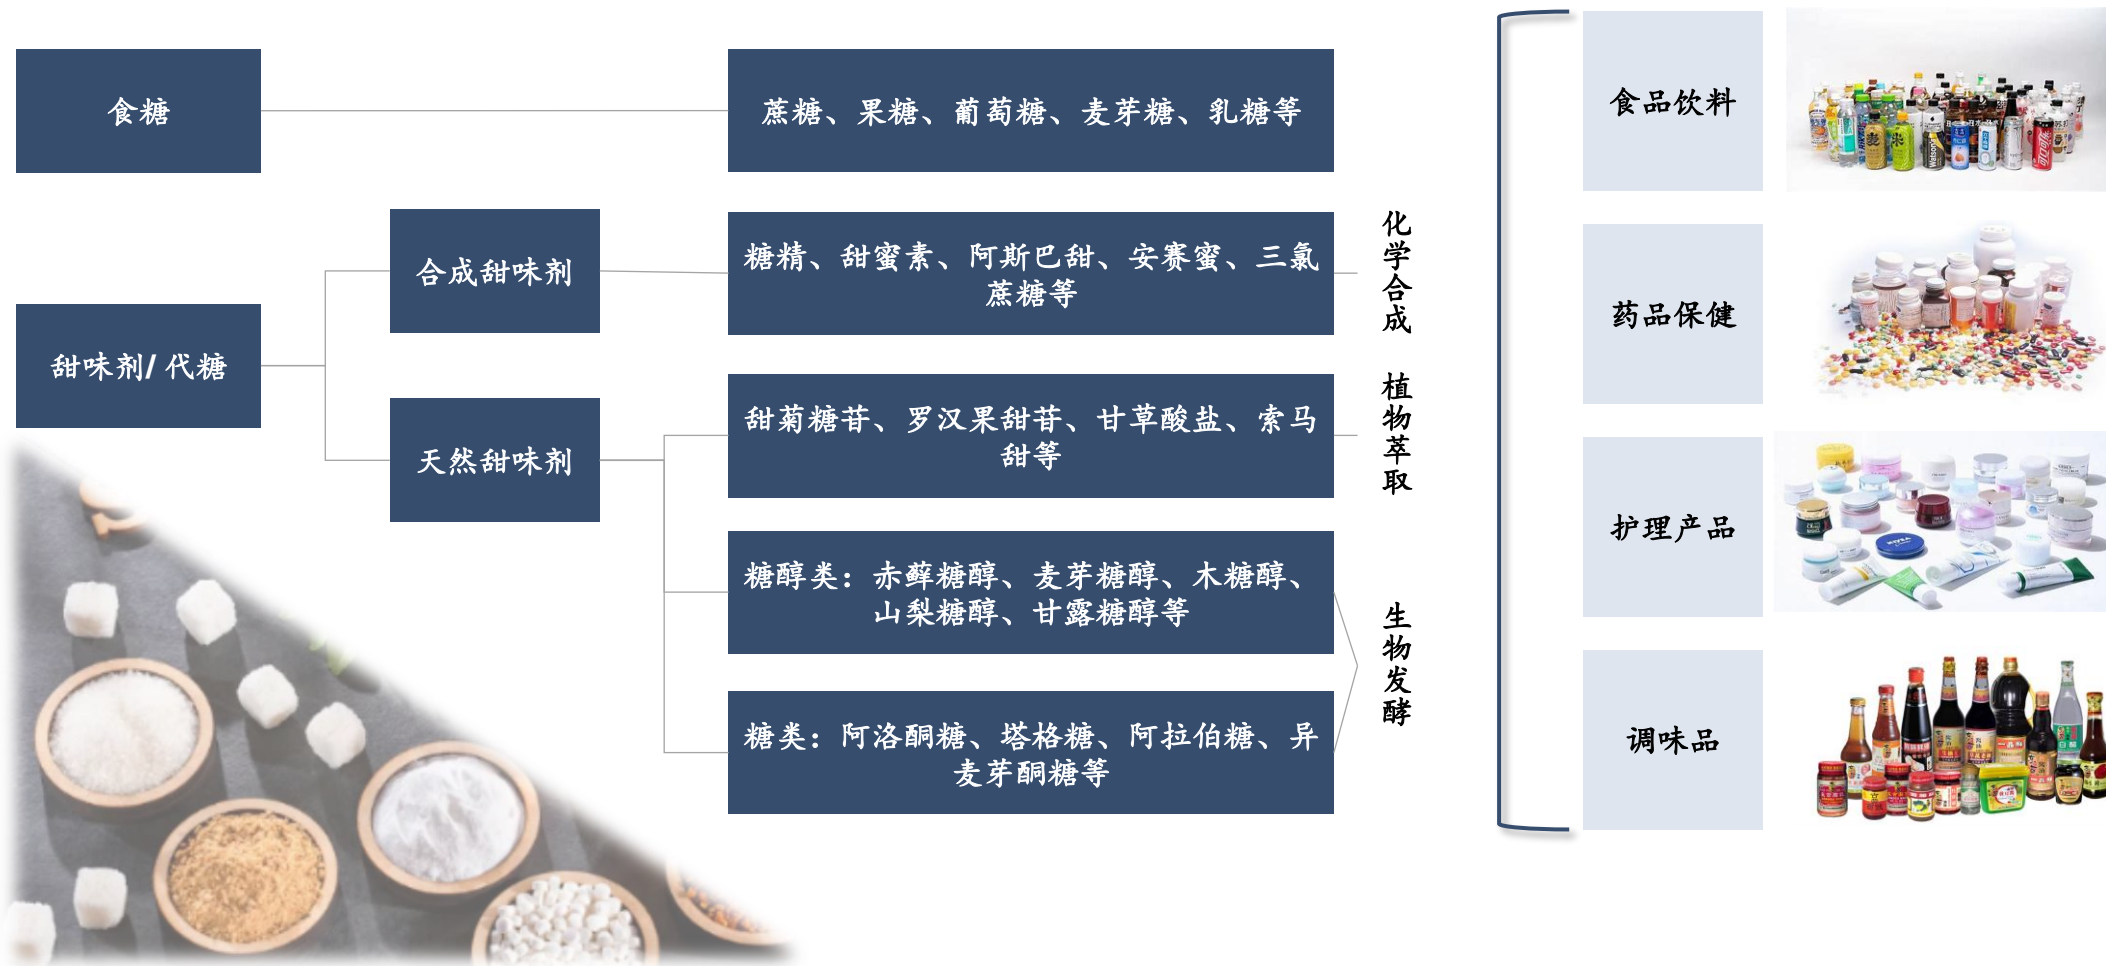 食糖
蔗糖、果糖、葡萄糖、麦芽糖、乳糖等
甜味剂/ 代糖
合成甜味剂
糖精、甜蜜素、阿斯巴甜、安赛蜜、三氯
蔗糖等
化学合成
天然甜味剂
甜菊糖苷、罗汉果甜苷、甘草酸盐、索马
甜等
植物萃取
糖醇类：赤藓糖醇、麦芽糖醇、木糖醇、
山梨糖醇、甘露糖醇等
糖类：阿洛酮糖、塔格糖、阿拉伯糖、异
麦芽酮糖等
生物发酵
食品饮料
药品保健
护理产品
NIVEA
调味品